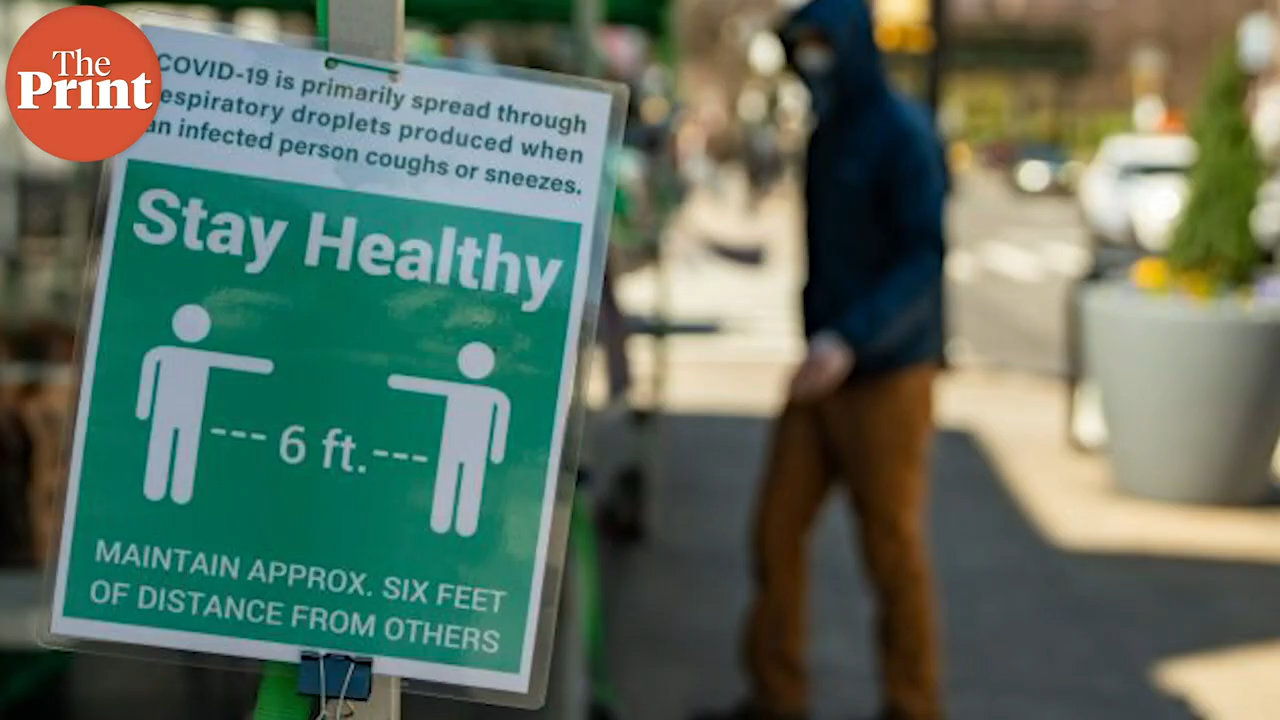 The
Print
COVID-19 is primarily spread through
espiratory droplets produced when
an infected person coughs or sneezes.
Stay Healthy
--- 6 ft. ---
MAINTAIN APPROX. SIX FEET
OF DISTANCE FROM OTHERS